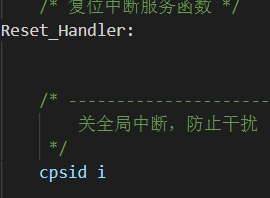 /* 复位中断服务函数 */
Reset_Handler:
/* -----------------------
关全局中断，防止干扰
*/
cpsid i